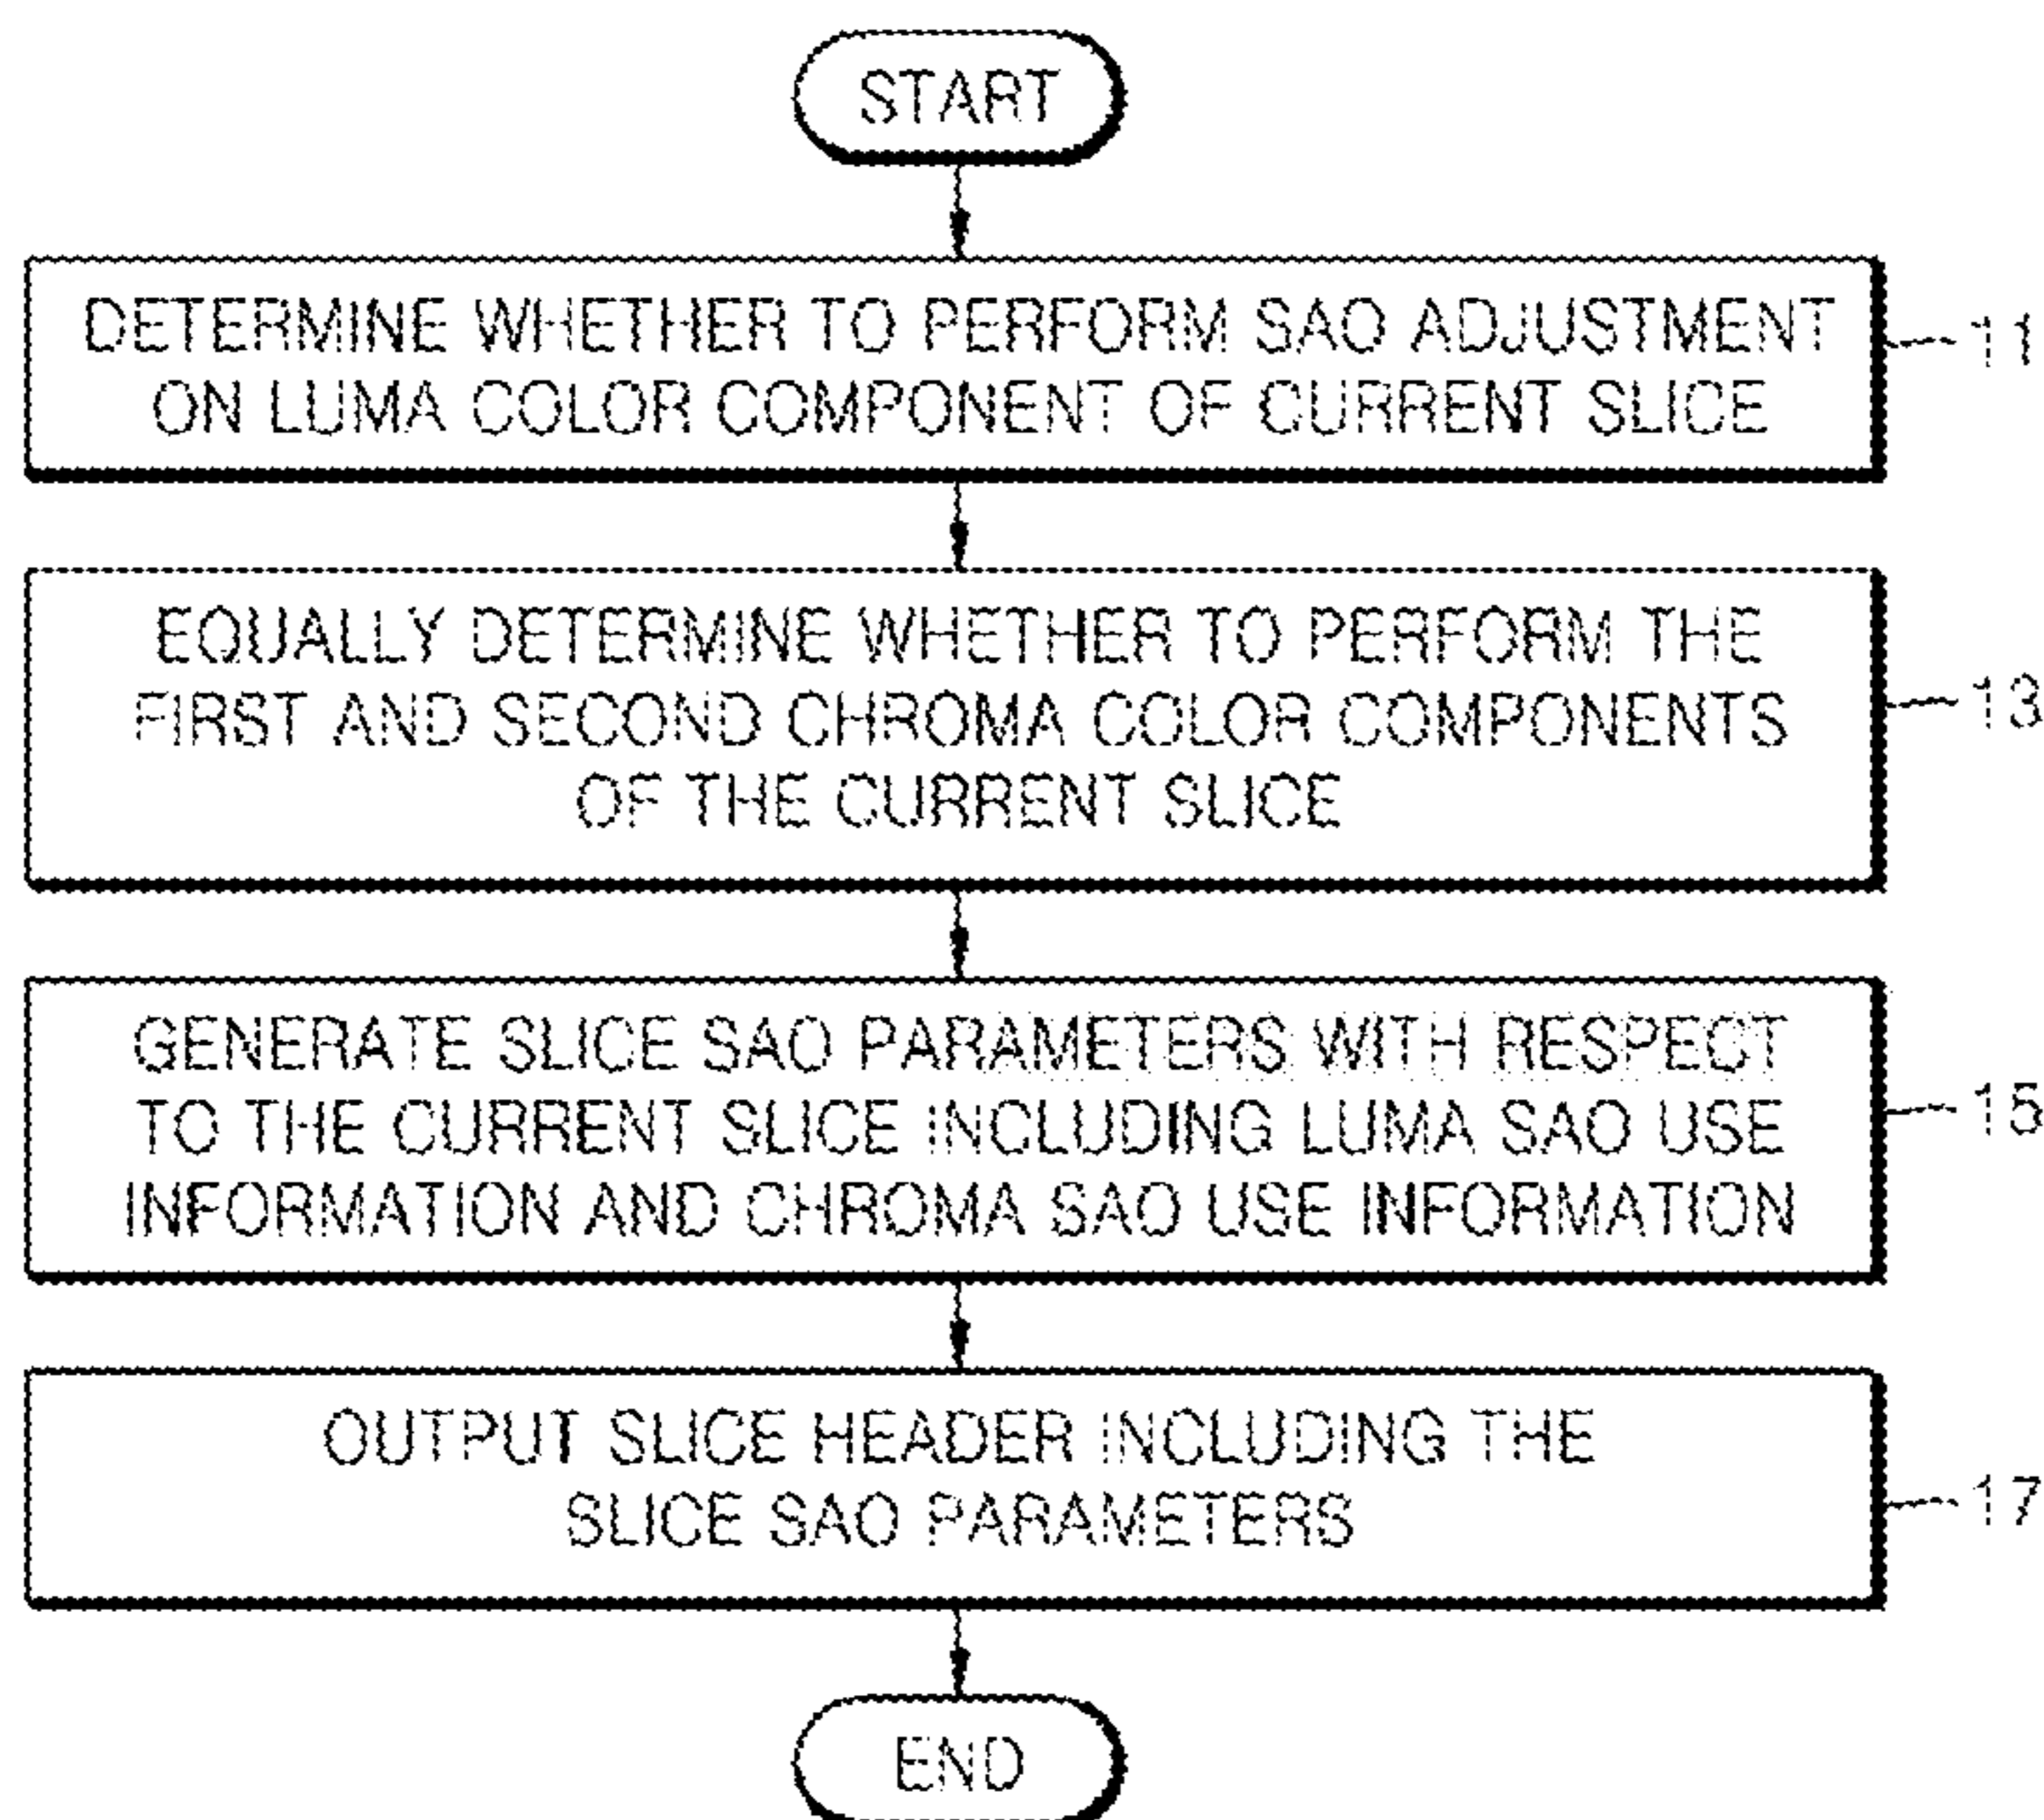 START
DETERMINE WHETHER TO PERFORM SAO ADJUSTMENT
ON LUMA COLOR COMPONENT OF CURRENT SLICE
11
EQUALLY DETERMINE WHETHER TO PERFORM THE
FIRST AND SECOND CHROMA COLOR COMPONENTS
OF THE CURRENT SLICE
13
GENERATE SLICE SAO PARAMETERS WITH RESPECT
TO THE CURRENT SLICE INCLUDING LUMA SAO USE
INFORMATION AND CHROMA SAO USE INFORMATION
15
OUTPUT SLICE HEADER INCLUDING THE
SLICE SAO PARAMETERS
17
END